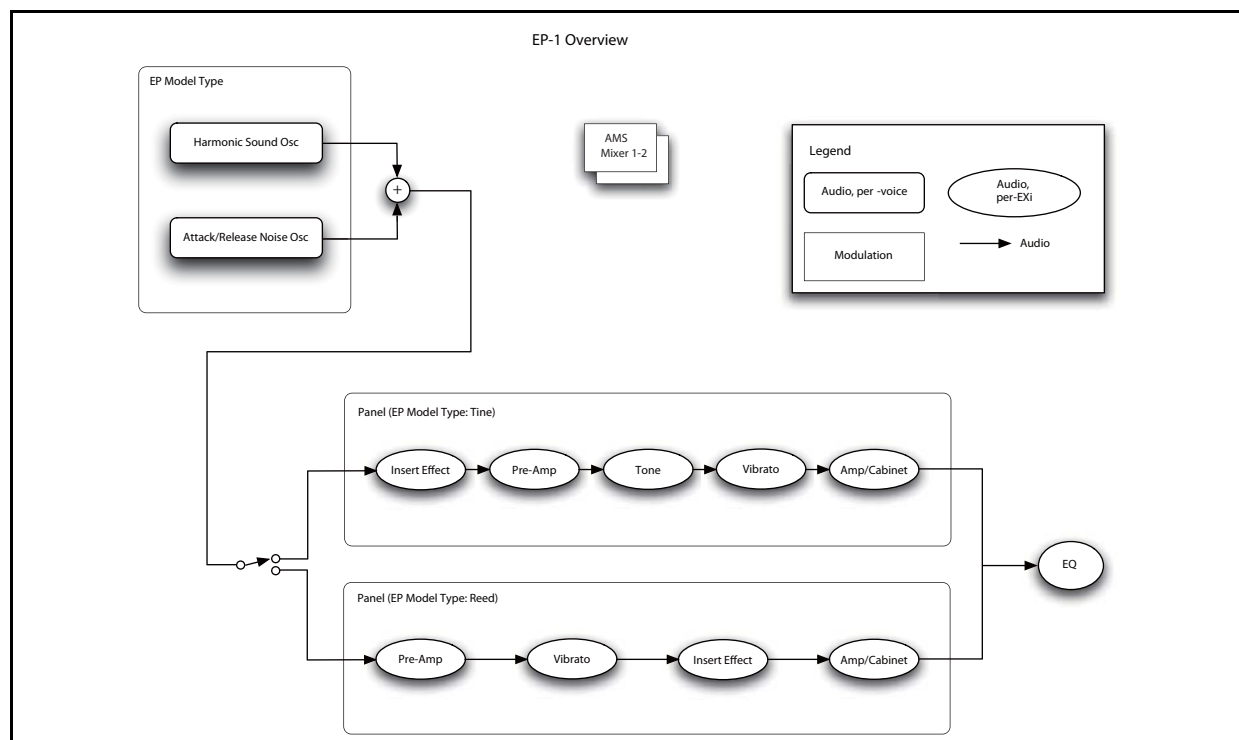 EP-1 Overview
EP Model Type
Harmonic Sound Osc
+
Attack/Release Noise Osc
AMS
Mixer 1-2
Legend
Audio, per -voice
Audio,
per-EXi
Modulation
Audio
Panel (EP Model Type: Tine)
Insert Effect
Pre-Amp
Tone
Vibrato
Amp/Cabinet
EQ
Panel (EP Model Type: Reed)
Pre-Amp
Vibrato
Insert Effect
Amp/Cabinet